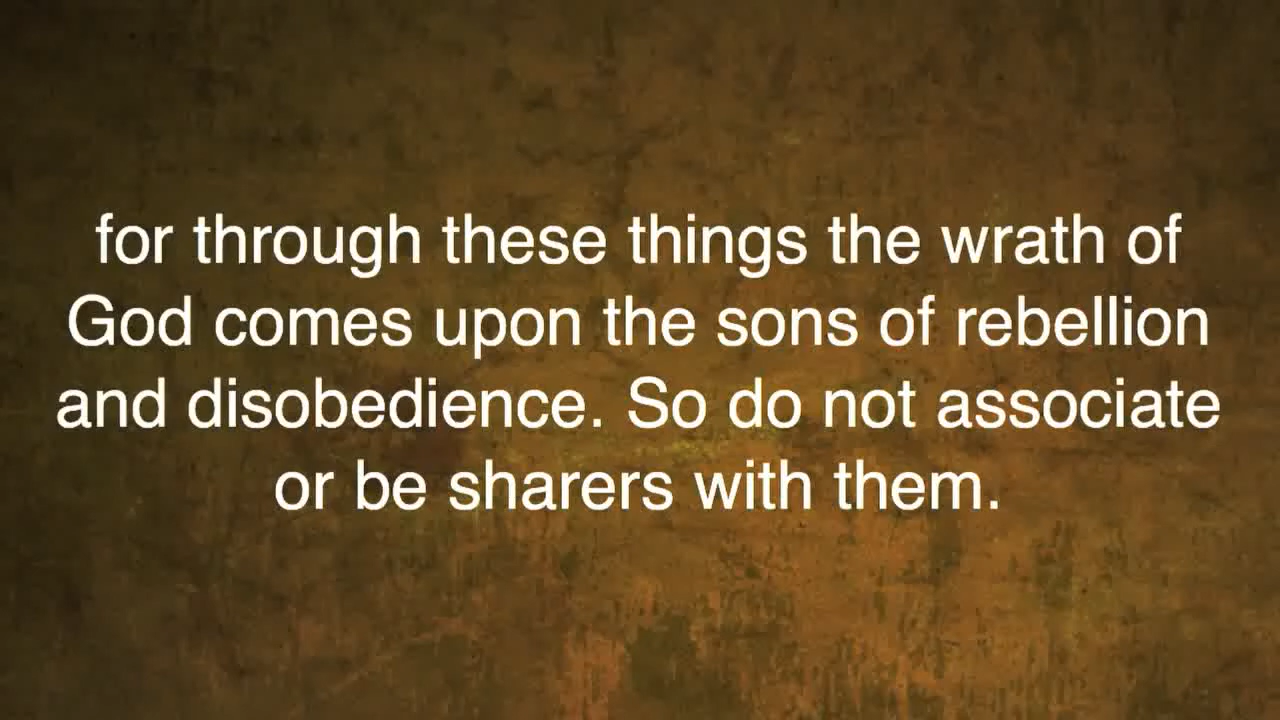 for through these things the wrath of
God comes upon the sons of rebellion
and disobedience. So do not associate
or be sharers with them.